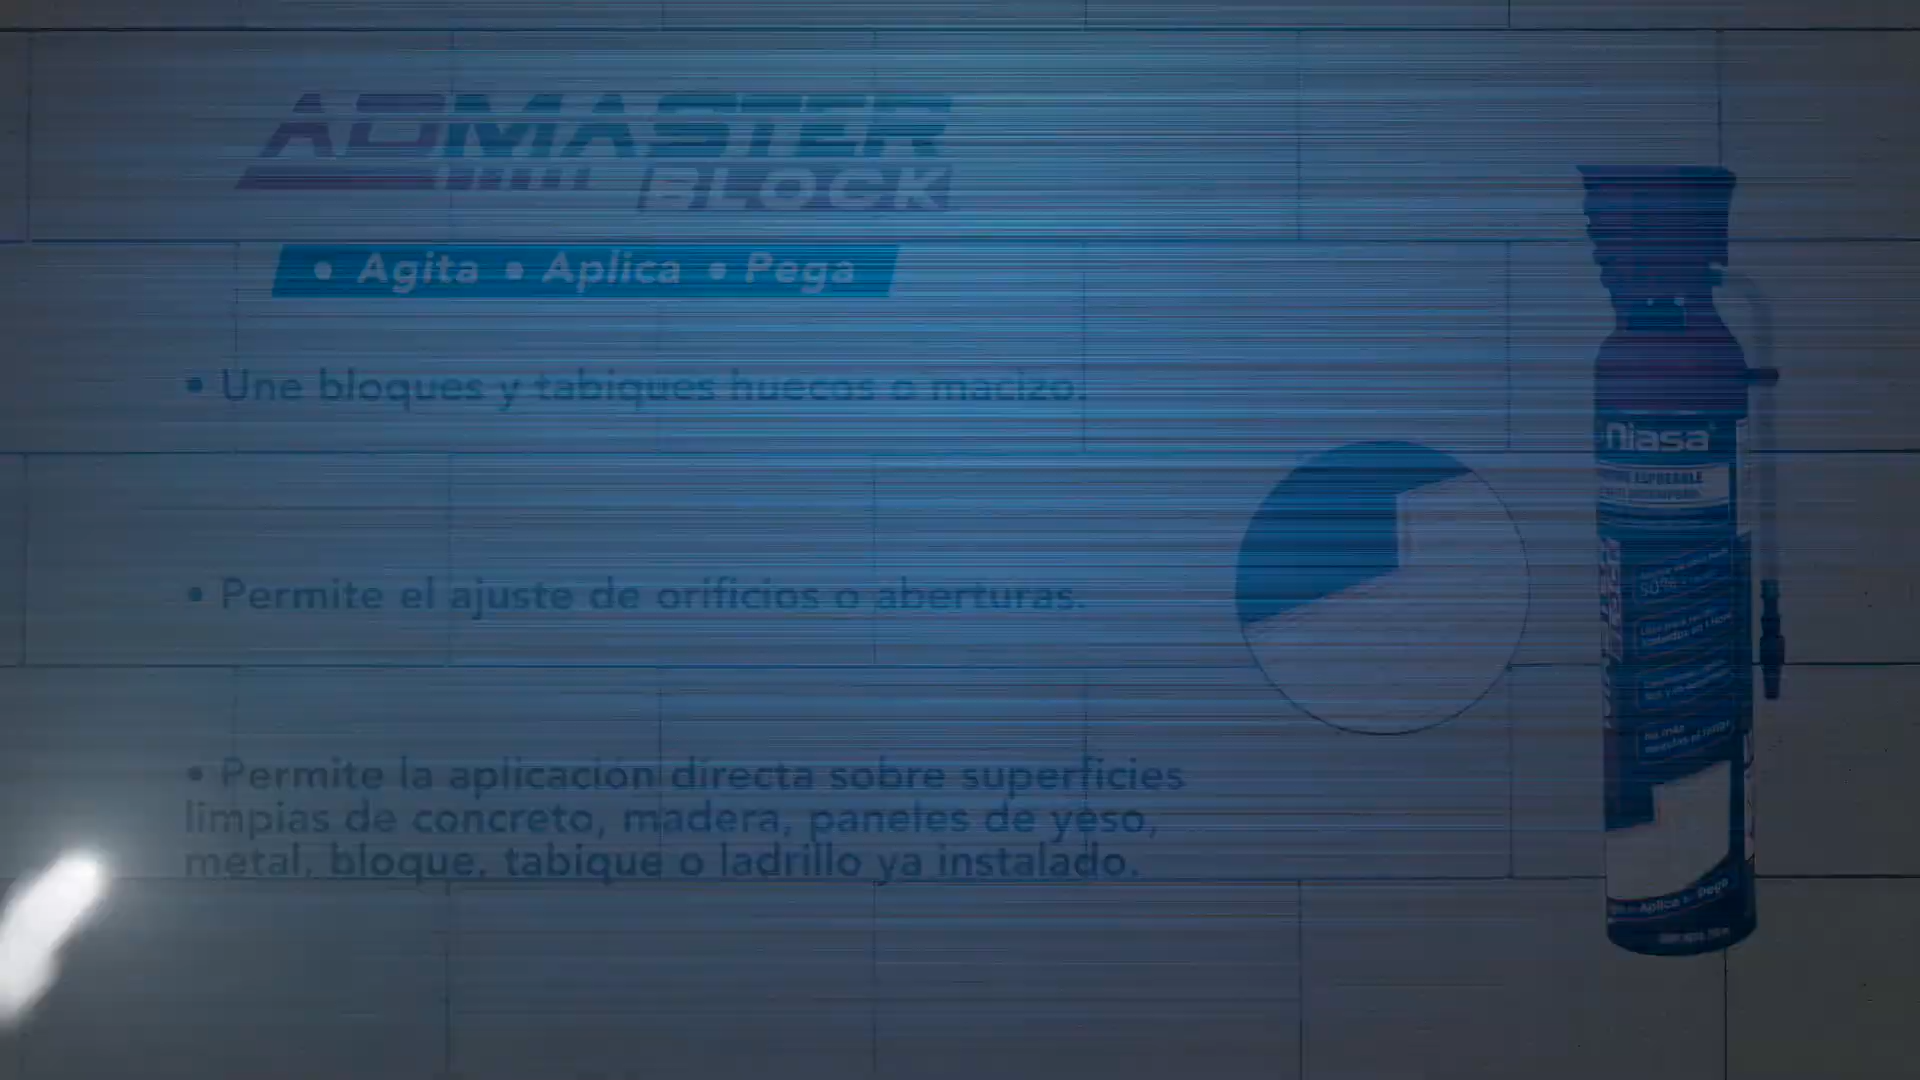 ADMASTER
BLOCK
• Agita • Aplica • Pega
• Une bloques y tabiques huecos o macizo.
• Permite el ajuste de orificios o aberturas.
• Permite la aplicación directa sobre superficies
limpias de concreto, madera, paneles de yeso,
metal, bloque, tabique o ladrillo ya instalado.
Niasa
50%
Aplica • Pega